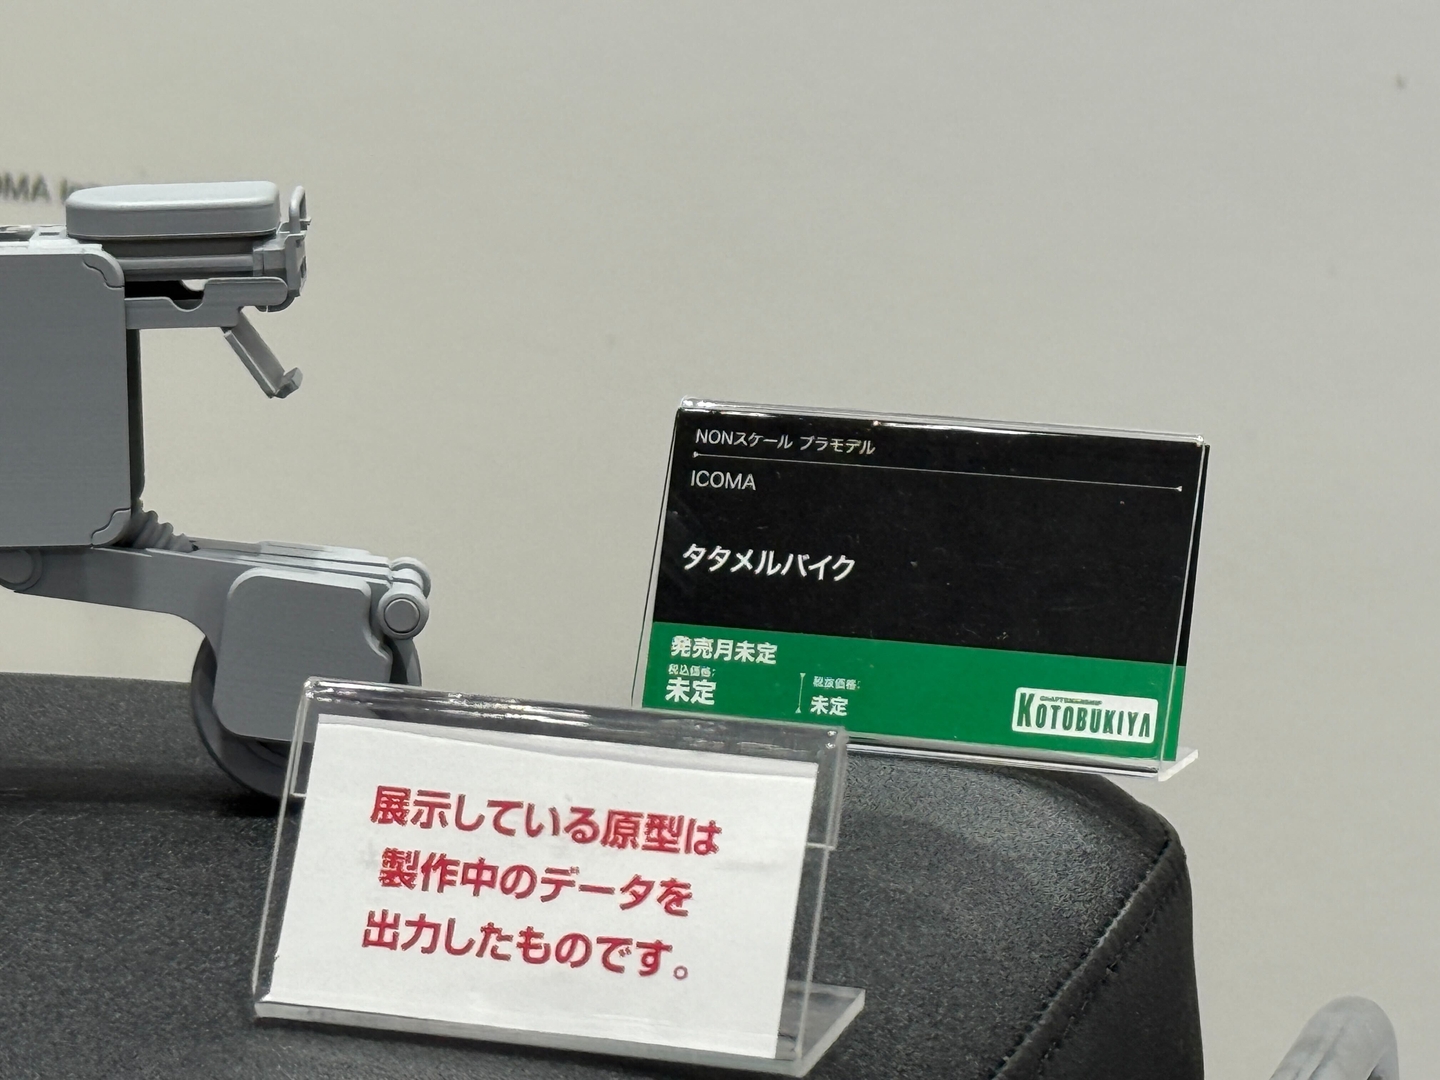 NONスケール プラモデル
ICOMA
タタメルバイク
発売月未定
税込価格:
未定
税抜価格:
未定
KOTOBUKIYA
展示している原型は
製作中のデータを
出力したものです。